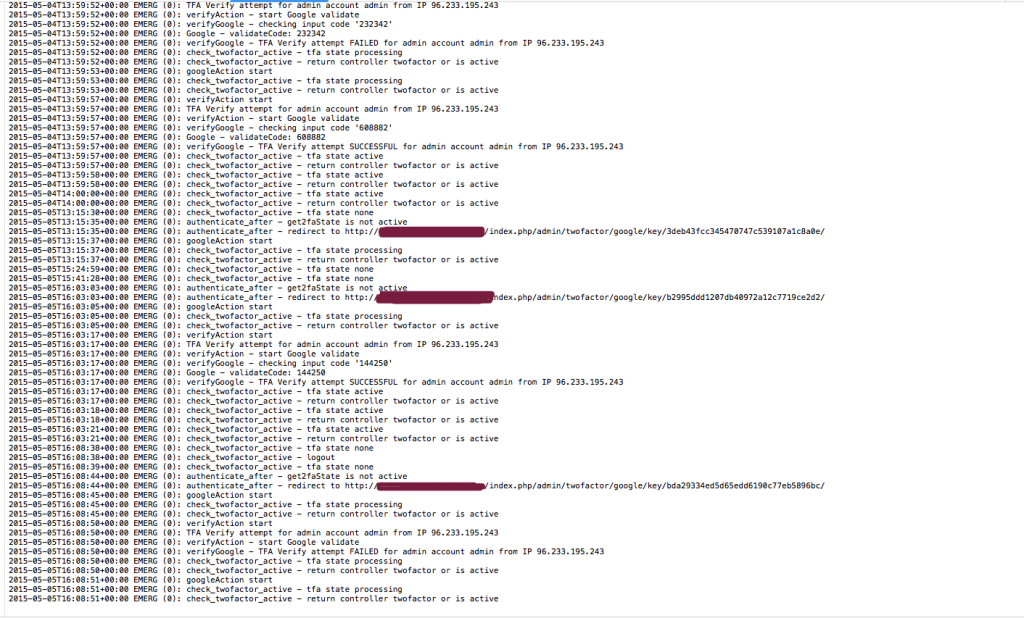 2015-05-04T13:59:52+00:00 EMERG (0): TFA Verify attempt for admin account admin from IP 96.233.195.243
2015-05-04T13:59:52+00:00 EMERG (0): verifyAction - start Google validate
2015-05-04T13:59:52+00:00 EMERG (0): verifyGoogle - checking input code '232342'
2015-05-04T13:59:52+00:00 EMERG (0): Google - validateCode: 232342
2015-05-04T13:59:52+00:00 EMERG (0): verifyGoogle - TFA Verify attempt FAILED for admin account admin from IP 96.233.195.243
2015-05-04T13:59:52+00:00 EMERG (0): check_twofactor_active - tfa state processing
2015-05-04T13:59:52+00:00 EMERG (0): check_twofactor_active - return controller twofactor or is active
2015-05-04T13:59:53+00:00 EMERG (0): googleAction start
2015-05-04T13:59:53+00:00 EMERG (0): check_twofactor_active - tfa state processing
2015-05-04T13:59:53+00:00 EMERG (0): check_twofactor_active - return controller twofactor or is active
2015-05-04T13:59:57+00:00 EMERG (0): verifyAction start
2015-05-04T13:59:57+00:00 EMERG (0): TFA Verify attempt for admin account admin from IP 96.233.195.243
2015-05-04T13:59:57+00:00 EMERG (0): verifyAction - start Google validate
2015-05-04T13:59:57+00:00 EMERG (0): verifyGoogle - checking input code '608882'
2015-05-04T13:59:57+00:00 EMERG (0): Google - validateCode: 608882
2015-05-04T13:59:57+00:00 EMERG (0): verifyGoogle - TFA Verify attempt SUCCESSFUL for admin account admin from IP 96.233.195.243
2015-05-04T13:59:57+00:00 EMERG (0): check_twofactor_active - tfa state active
2015-05-04T13:59:57+00:00 EMERG (0): check_twofactor_active - return controller twofactor or is active
2015-05-04T13:59:58+00:00 EMERG (0): check_twofactor_active - tfa state active
2015-05-04T13:59:58+00:00 EMERG (0): check_twofactor_active - return controller twofactor or is active
2015-05-04T14:00:00+00:00 EMERG (0): check_twofactor_active - tfa state active
2015-05-04T14:00:00+00:00 EMERG (0): check_twofactor_active - return controller twofactor or is active
2015-05-05T13:15:30+00:00 EMERG (0): check_twofactor_active - tfa state none
2015-05-05T13:15:35+00:00 EMERG (0): authenticate_after - get2faState is not active
2015-05-05T13:15:35+00:00 EMERG (0): authenticate_after - redirect to http:// /index.php/admin/twofactor/google/key/3deb43fcc345470747c539107a1c8a0e/
2015-05-05T13:15:37+00:00 EMERG (0): googleAction start
2015-05-05T13:15:37+00:00 EMERG (0): check_twofactor_active - tfa state processing
2015-05-05T13:15:37+00:00 EMERG (0): check_twofactor_active - return controller twofactor or is active
2015-05-05T15:24:59+00:00 EMERG (0): check_twofactor_active - tfa state none
2015-05-05T15:41:28+00:00 EMERG (0): check_twofactor_active - tfa state none
2015-05-05T16:03:03+00:00 EMERG (0): authenticate_after - get2faState is not active
2015-05-05T16:03:03+00:00 EMERG (0): authenticate_after - redirect to http:/ ndex.php/admin/twofactor/google/key/b2995ddd1207db40972a12c7719ce2d2/
2015-05-05T16:03:05+00:00 EMERG (0): googleAction start
2015-05-05T16:03:05+00:00 EMERG (0): check_twofactor_active - tfa state processing
2015-05-05T16:03:05+00:00 EMERG (0): check_twofactor_active - return controller twofactor or is active
2015-05-05T16:03:17+00:00 EMERG (0): verifyAction start
2015-05-05T16:03:17+00:00 EMERG (0): TFA Verify attempt for admin account admin from IP 96.233.195.243
2015-05-05T16:03:17+00:00 EMERG (0): verifyAction - start Google validate
2015-05-05T16:03:17+00:00 EMERG (0): verifyGoogle - checking input code '144250'
2015-05-05T16:03:17+00:00 EMERG (0): Google - validateCode: 144250
2015-05-05T16:03:17+00:00 EMERG (0): verifyGoogle - TFA Verify attempt SUCCESSFUL for admin account admin from IP 96.233.195.243
2015-05-05T16:03:17+00:00 EMERG (0): check_twofactor_active - tfa state active
2015-05-05T16:03:17+00:00 EMERG (0): check_twofactor_active - return controller twofactor or is active
2015-05-05T16:03:18+00:00 EMERG (0): check_twofactor_active - tfa state active
2015-05-05T16:03:18+00:00 EMERG (0): check_twofactor_active - return controller twofactor or is active
2015-05-05T16:03:21+00:00 EMERG (0): check_twofactor_active - tfa state active
2015-05-05T16:03:21+00:00 EMERG (0): check_twofactor_active - return controller twofactor or is active
2015-05-05T16:08:38+00:00 EMERG (0): check_twofactor_active - tfa state none
2015-05-05T16:08:38+00:00 EMERG (0): check_twofactor_active - logout
2015-05-05T16:08:39+00:00 EMERG (0): check_twofactor_active - tfa state none
2015-05-05T16:08:44+00:00 EMERG (0): authenticate_after - get2faState is not active
2015-05-05T16:08:44+00:00 EMERG (0): authenticate_after - redirect to http:/ /index.php/admin/twofactor/google/key/bda29334ed5d65edd6190c77eb5896bc/
2015-05-05T16:08:45+00:00 EMERG (0): googleAction start
2015-05-05T16:08:45+00:00 EMERG (0): check_twofactor_active - tfa state processing
2015-05-05T16:08:45+00:00 EMERG (0): check_twofactor_active - return controller twofactor or is active
2015-05-05T16:08:50+00:00 EMERG (0): verifyAction start
2015-05-05T16:08:50+00:00 EMERG (0): TFA Verify attempt for admin account admin from IP 96.233.195.243
2015-05-05T16:08:50+00:00 EMERG (0): verifyAction - start Google validate
2015-05-05T16:08:50+00:00 EMERG (0): verifyGoogle - TFA Verify attempt FAILED for admin account admin from IP 96.233.195.243
2015-05-05T16:08:50+00:00 EMERG (0): check_twofactor_active - tfa state processing
2015-05-05T16:08:50+00:00 EMERG (0): check_twofactor_active - return controller twofactor or is active
2015-05-05T16:08:51+00:00 EMERG (0): googleAction start
2015-05-05T16:08:51+00:00 EMERG (0): check_twofactor_active - tfa state processing
2015-05-05T16:08:51+00:00 EMERG (0): check_twofactor_active - return controller twofactor or is active